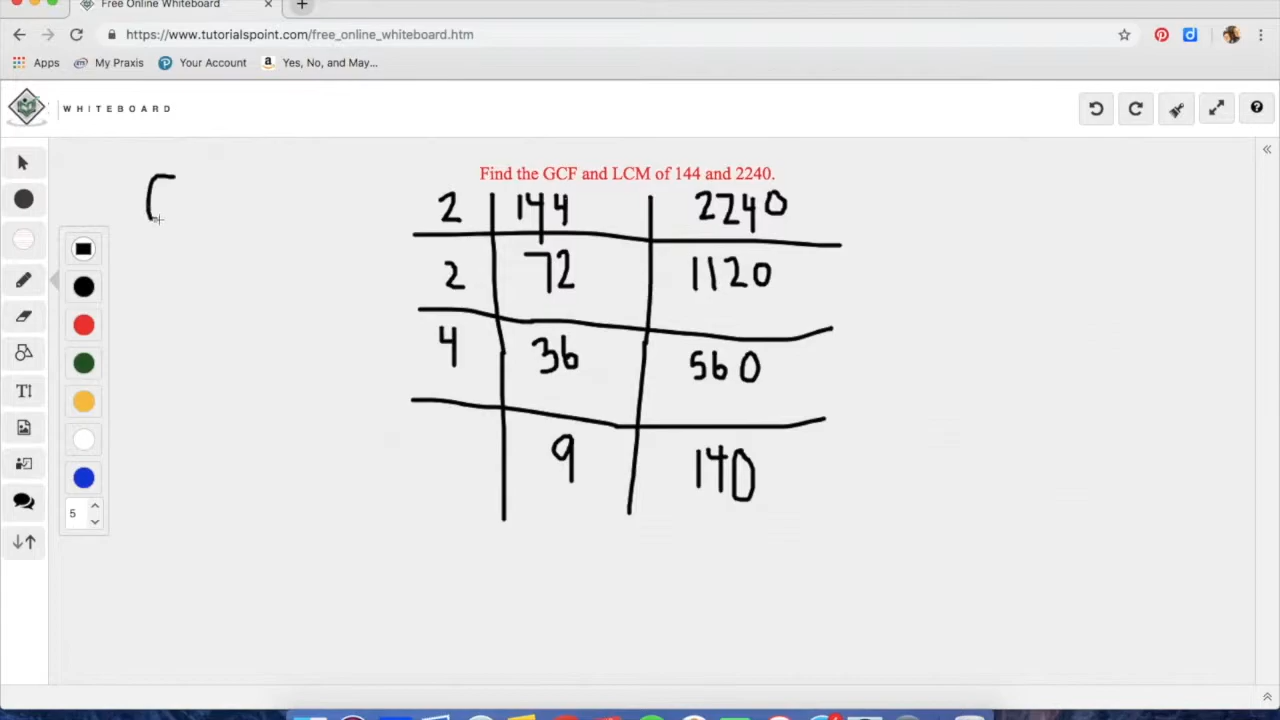 Free Online Whiteboard
https://www.tutorialspoint.com/free_online_whiteboard.htm
Apps My Praxis Your Account Yes, No, and May...
WHITEBOARD
Find the GCF and LCM of 144 and 2240.
2 144 2240
2 72 1120
4 36 560
9 140
5